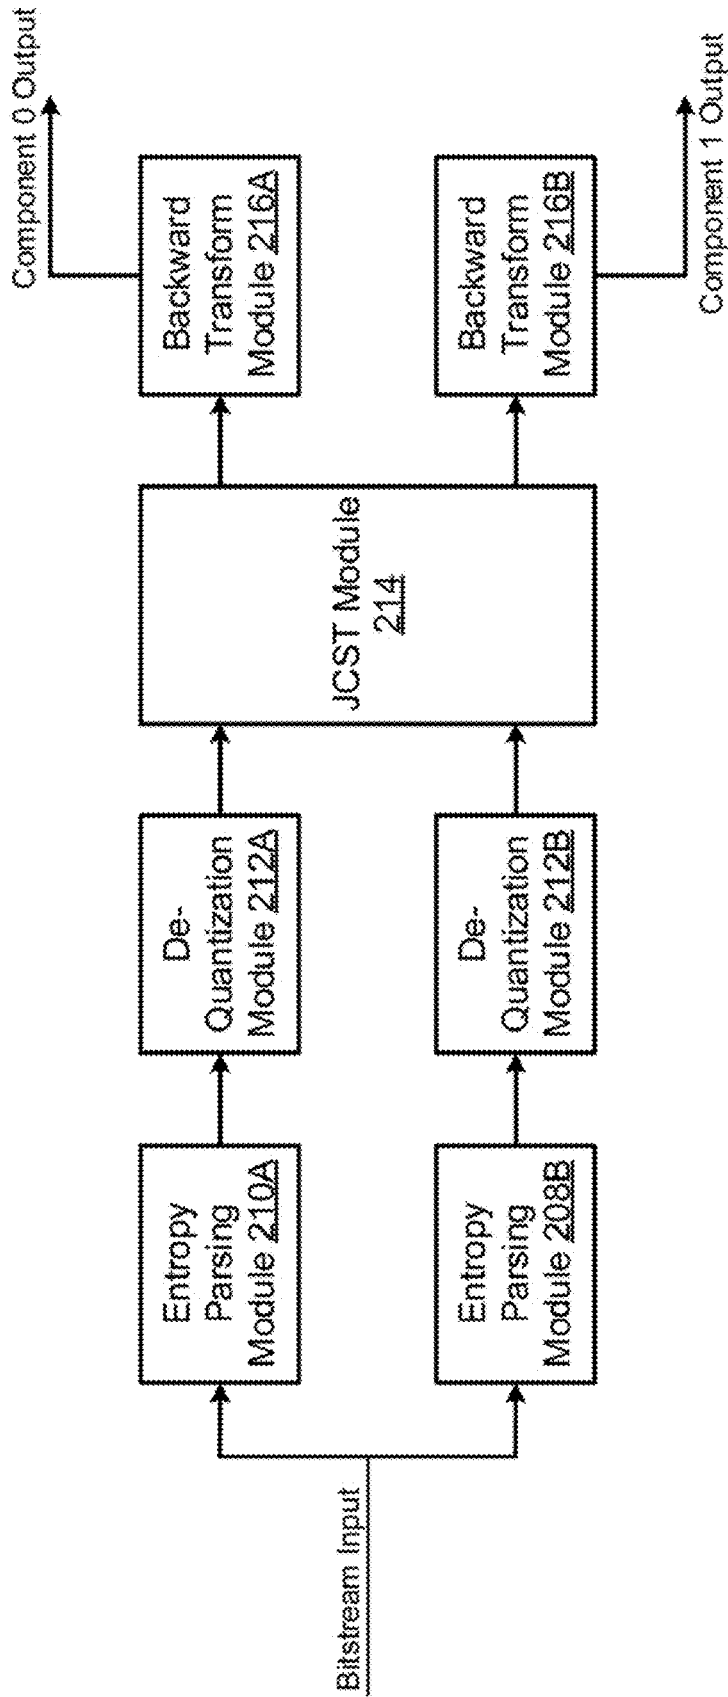 Bitstream Input
Entropy
Parsing
Module 210A
De-
Quantization
Module 212A
Entropy
Parsing
Module 208B
De-
Quantization
Module 212B
JCST Module
214
Backward
Transform
Module 216A
Component 0 Output
Backward
Transform
Module 216B
Component 1 Output